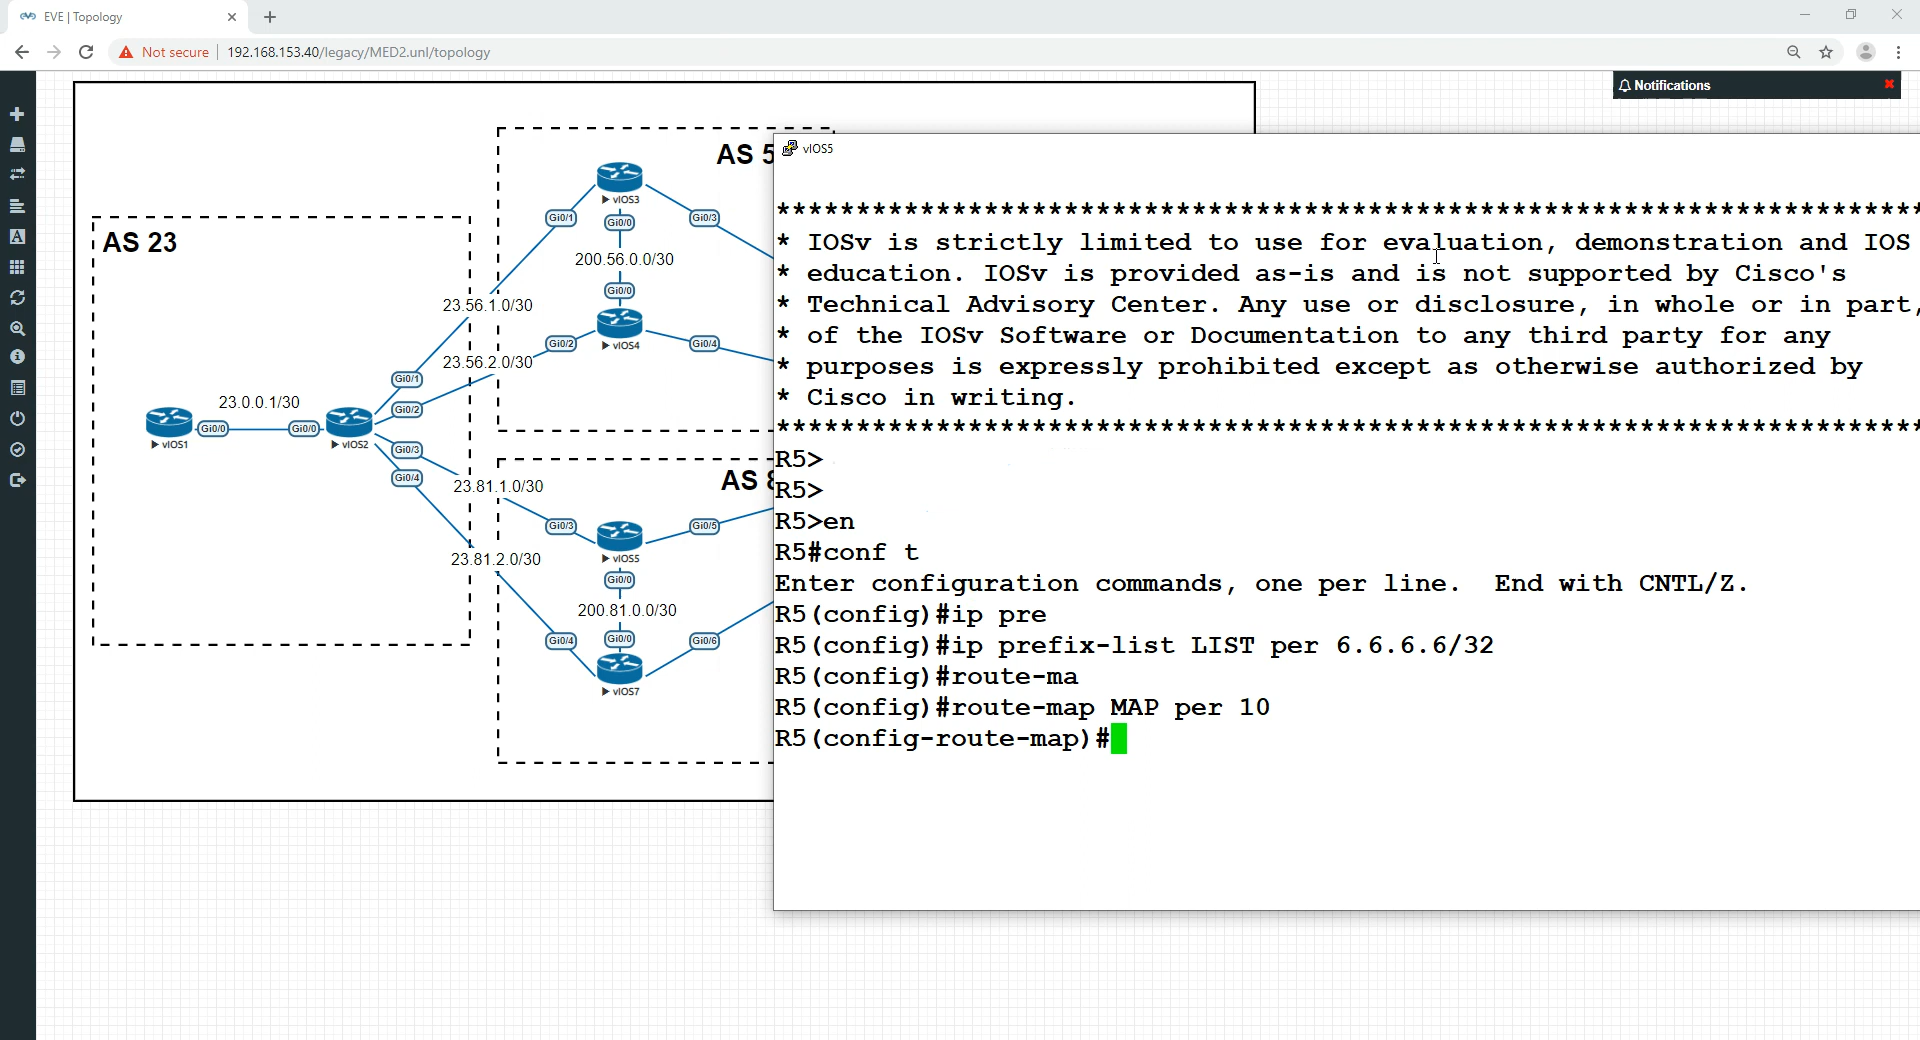 EVE | Topology
Not secure
192.168.153.40/legacy/MED2.unl/topology
Notifications
AS 5
vIOS3
Gi0/1
Gi0/0
Gi0/3
AS 23
200.56.0.0/30
Gi0/0
23.56.1.0/30
vIOS4
Gi0/2
Gi0/4
23.56.2.0/30
Gi0/1
23.0.0.1/30
Gi0/2
vIOS1
Gi0/0
Gi0/0
vIOS2
Gi0/3
Gi0/4
23.81.1.0/30
AS 8
Gi0/3
Gi0/5
vIOS5
23.81.2.0/30
Gi0/0
200.81.0.0/30
Gi0/4
Gi0/0
Gi0/6
vIOS7
vIOS5
************************************************************************
* IOSv is strictly limited to use for evaluation, demonstration and IOS
* education. IOSv is provided as-is and is not supported by Cisco's
* Technical Advisory Center. Any use or disclosure, in whole or in part,
* of the IOSv Software or Documentation to any third party for any
* purposes is expressly prohibited except as otherwise authorized by
* Cisco in writing.
************************************************************************
R5>
R5>
R5>en
R5#conf t
Enter configuration commands, one per line.  End with CNTL/Z.
R5(config)#ip pre
R5(config)#ip prefix-list LIST per 6.6.6.6/32
R5(config)#route-ma
R5(config)#route-map MAP per 10
R5(config-route-map)#